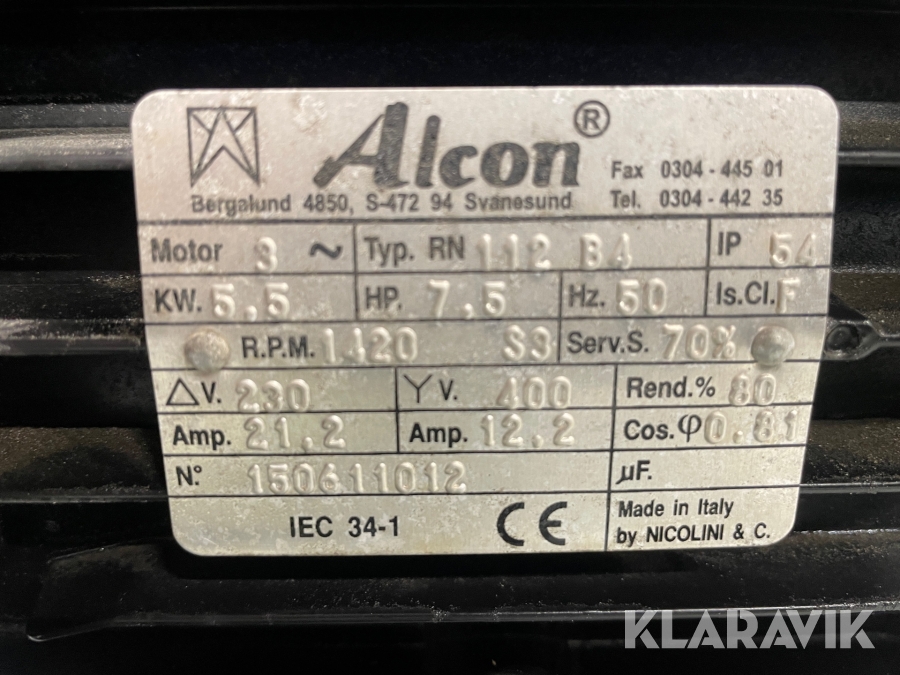 Alcon®
Fax 0304 - 445 01
Bergalund 4850, S-472 94 Svanesund Tel. 0304 - 442 35
Motor 3 ~ Typ. RN 112 B4 IP 54
KW. 5,5 HP. 7,5 Hz. 50 Is.Cl. F
R.P.M. 1420 S3 Serv.S. 70%
△V. 230 Y V. 400 Rend.% 80
Amp. 21,2 Amp. 12,2 Cos.φ 0.81
N° 150611012 µF.
IEC 34-1 CE Made in Italy
by NICOLINI & C.
KLARAVIK